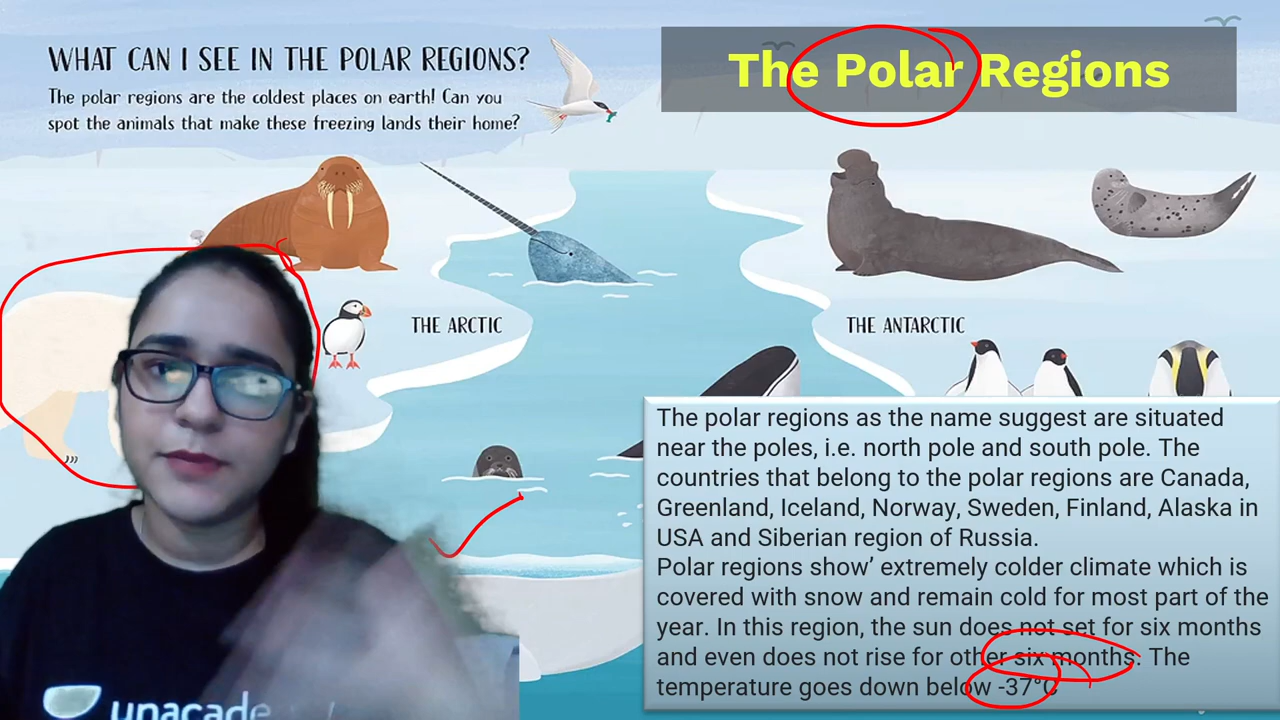 WHAT CAN I SEE IN THE POLAR REGIONS?
The polar regions are the coldest places on earth! Can you
spot the animals that make these freezing lands their home?
The Polar Regions
THE ARCTIC
THE ANTARCTIC
The polar regions as the name suggest are situated
near the poles, i.e. north pole and south pole. The
countries that belong to the polar regions are Canada,
Greenland, Iceland, Norway, Sweden, Finland, Alaska in
USA and Siberian region of Russia.
Polar regions show’ extremely colder climate which is
covered with snow and remain cold for most part of the
year. In this region, the sun does not set for six months
and even does not rise for other six months. The
temperature goes down below -37°C
unacade